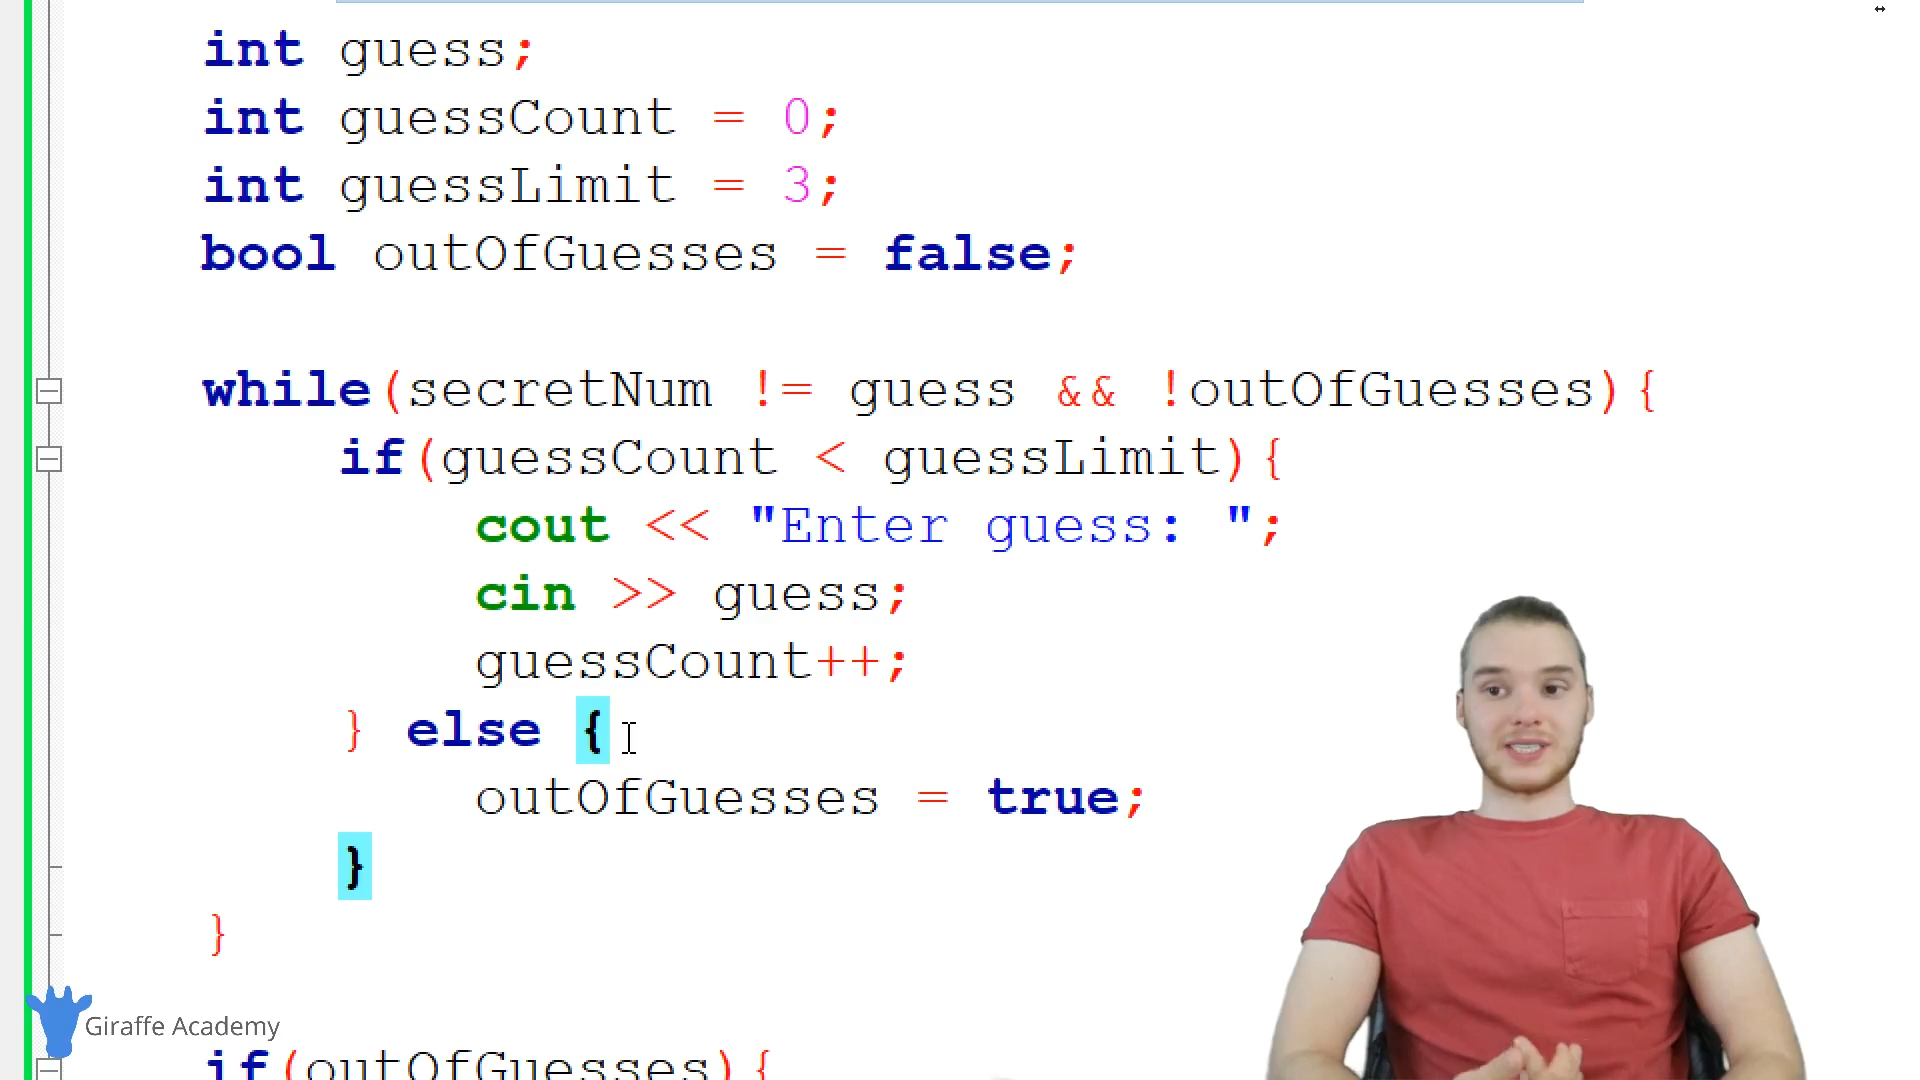 int guess;
int guessCount = 0;
int guessLimit = 3;
bool outOfGuesses = false;
while(secretNum != guess && !outOfGuesses){
if(guessCount < guessLimit){
cout << "Enter guess: ";
cin >> guess;
guessCount++;
} else {
outOfGuesses = true;
}
}
Giraffe Academy
if(outOfGuesses){